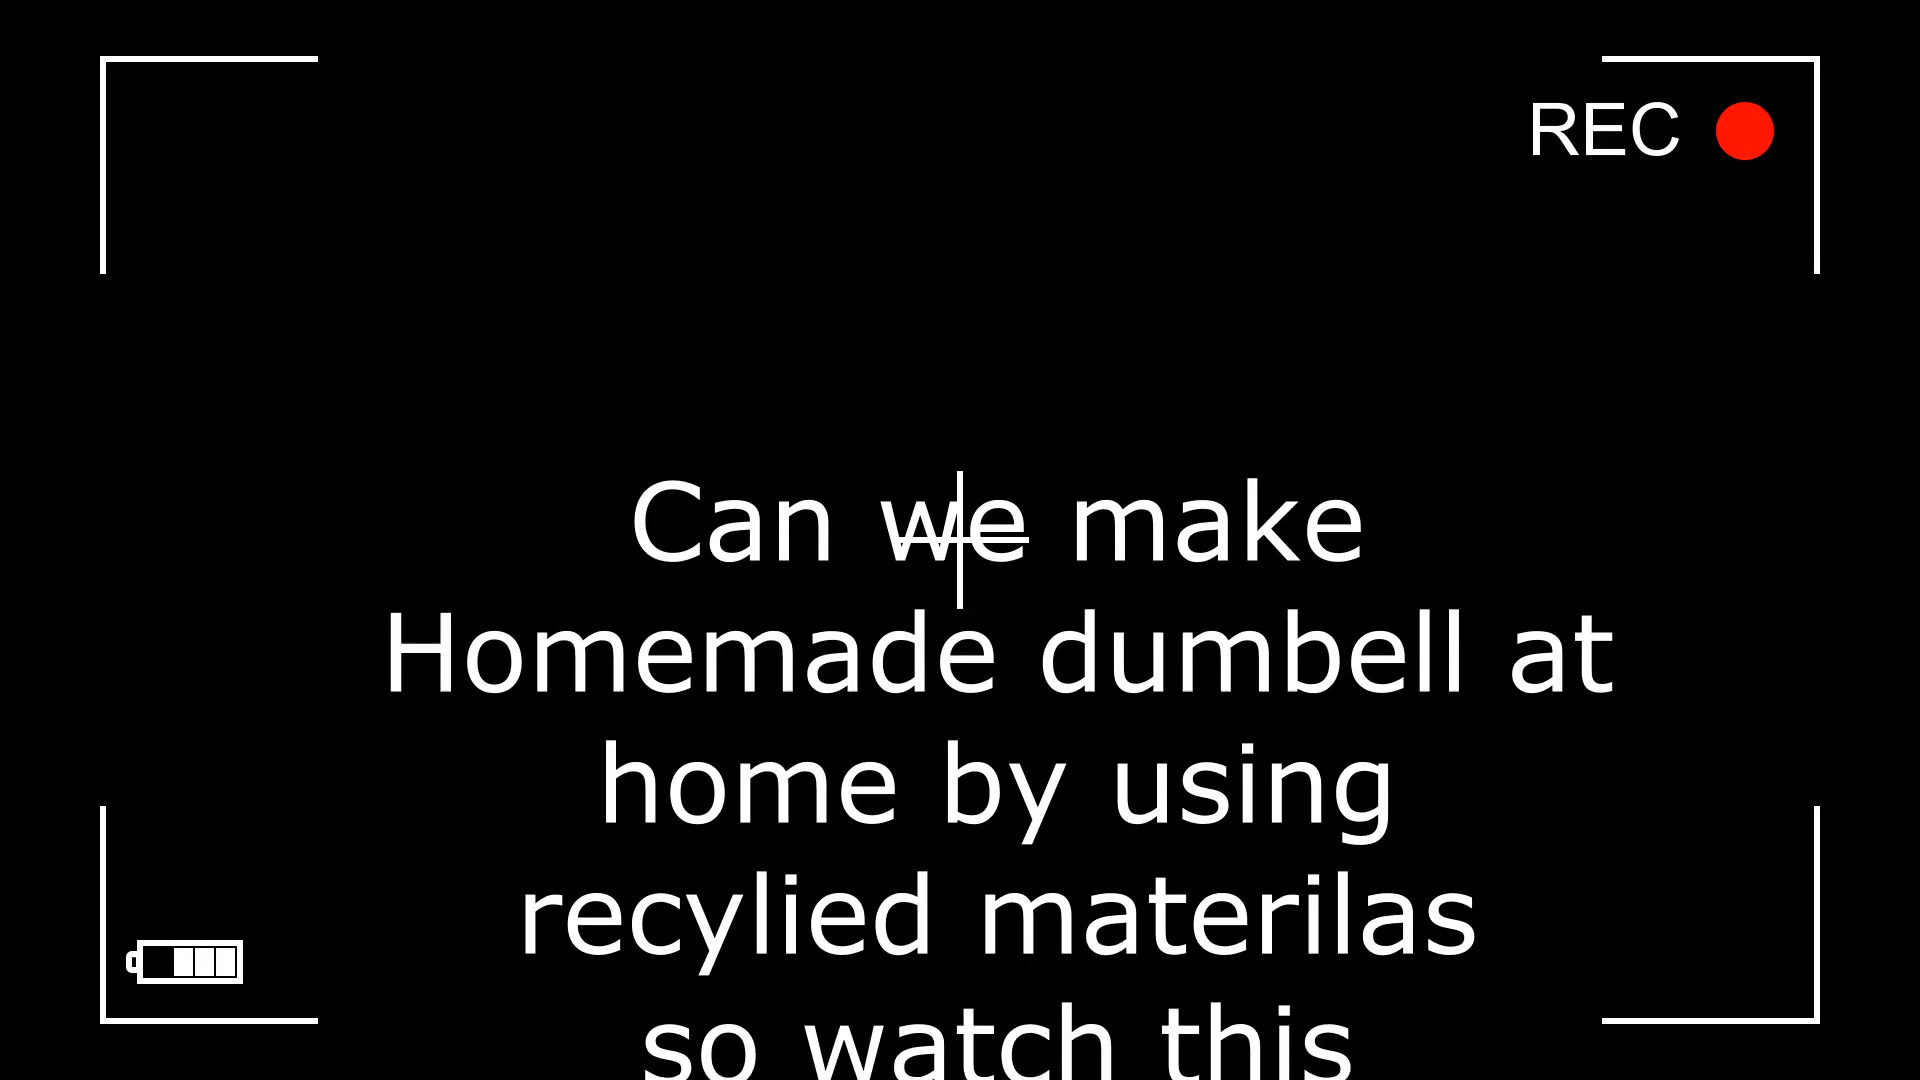 REC
Can we make
Homemade dumbell at
home by using
recylied materilas
so watch this